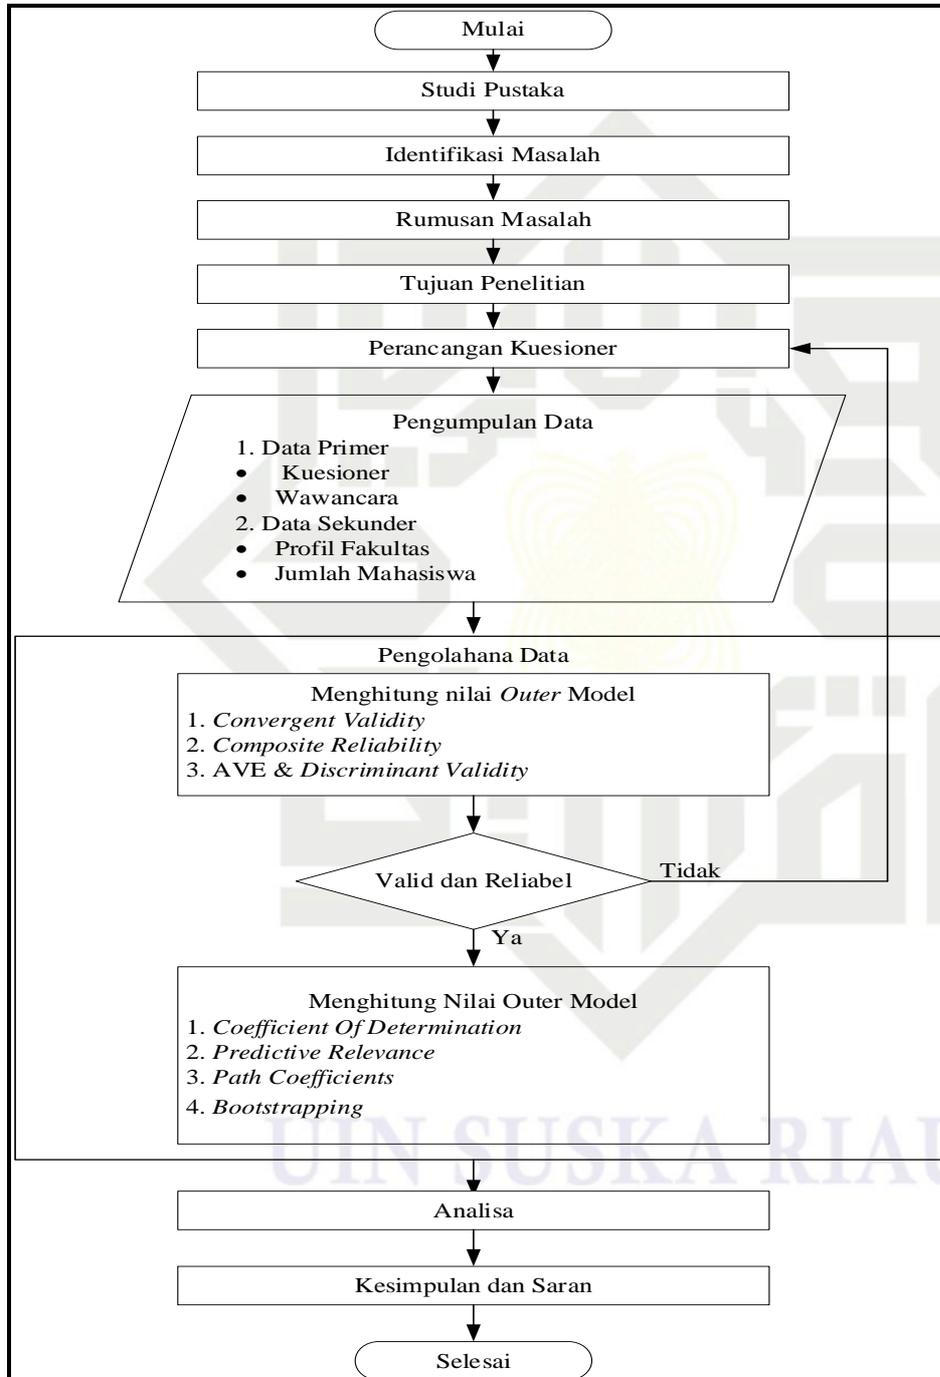 Mulai
Studi Pustaka
Identifikasi Masalah
Rumusan Masalah
Tujuan Penelitian
Perancangan Kuesioner
Pengumpulan Data
1. Data Primer
• Kuesioner
• Wawancara
2. Data Sekunder
• Profil Fakultas
• Jumlah Mahasiswa
Pengolahana Data
Menghitung nilai Outer Model
1. Convergent Validity
2. Composite Reliability
3. AVE & Discriminant Validity
Valid dan Reliabel
Tidak
Ya
Menghitung Nilai Outer Model
1. Coefficient Of Determination
2. Predictive Relevance
3. Path Coefficients
4. Bootstrapping
UIN SUSKA RIAU
Analisa
Kesimpulan dan Saran
Selesai